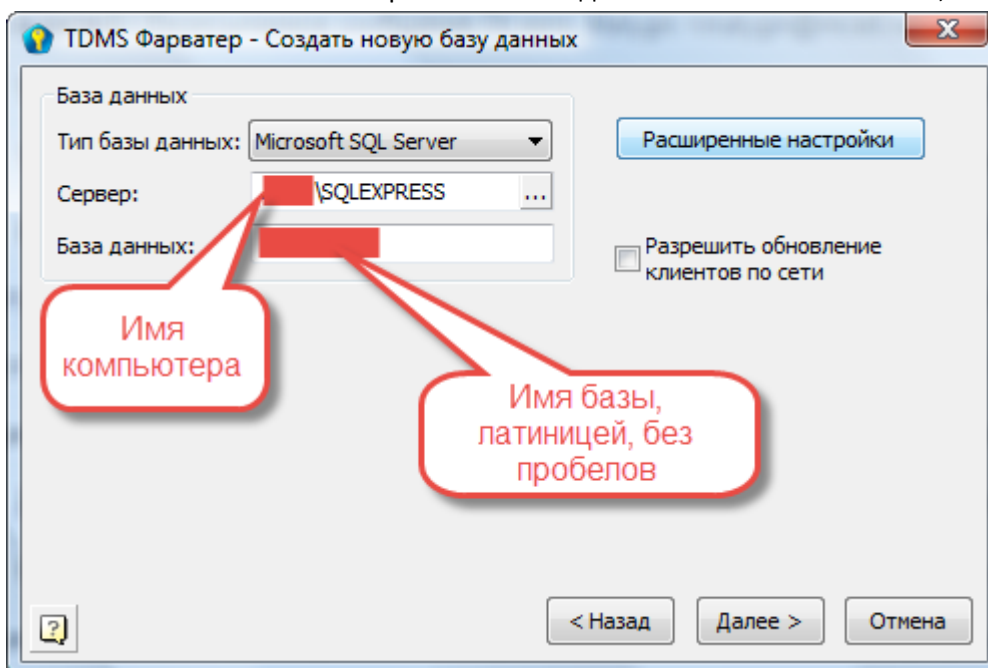 TDMS Фарватер - Создать новую базу данных
База данных
Тип базы данных: Microsoft SQL Server
Расширенные настройки
Сервер: \SQLEXPRESS ...
База данных:
Разрешить обновление
клиентов по сети
Имя
компьютера
Имя базы,
латиницей, без
пробелов
< Назад Далее > Отмена